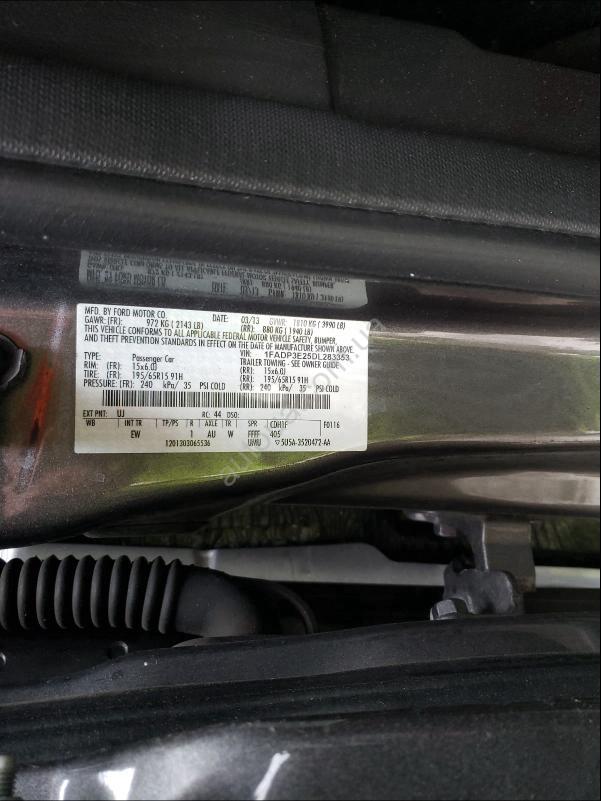 MFD. BY FORD MOTOR CO.
DATE: 03/13 GVWR: 1810 KG ( 3990 LB)
GAWR: (FR): 972 KG ( 2143 LB) (RR): 880 KG ( 1940 LB)
THIS VEHICLE CONFORMS TO ALL APPLICABLE FEDERAL MOTOR VEHICLE SAFETY, BUMPER,
AND THEFT PREVENTION STANDARDS IN EFFECT ON THE DATE OF MANUFACTURE SHOWN ABOVE.
VIN: 1FADP3E25DL283353
TYPE: Passenger Car TRAILER TOWING - SEE OWNER GUIDE
RIM: (FR): 15x6.0J (RR): 15x6.0J
TIRE: (FR): 195/65R15 91H (RR): 195/65R15 91H
PRESSURE: (FR) 240 kPa/ 35 PSI COLD (RR): 240 kPa/ 35 PSI COLD
EXT PNT: UJ RC: 44 DSO:
WB INT TR TP/PS R AXLE TR SPR CDH1F F0116
EW 1 AU W FFFF 405
1201303065536 UMU 5U5A-3520472-AA